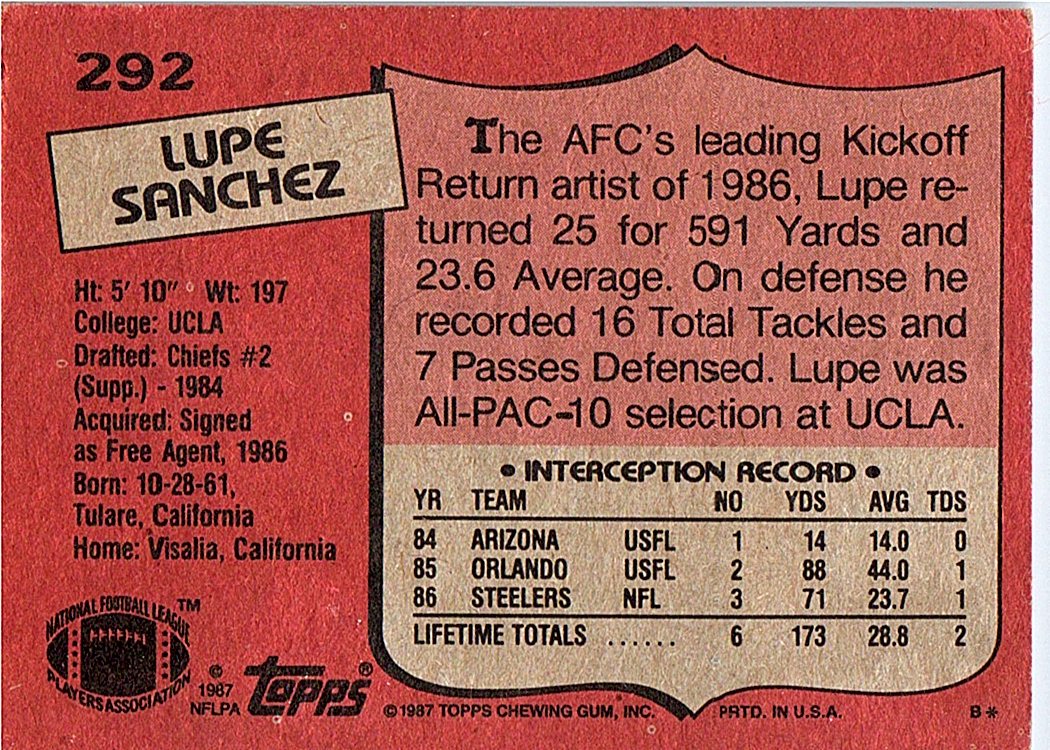 292
LUPE
SANCHEZ
Ht: 5' 10" Wt: 197
College: UCLA
Drafted: Chiefs #2
(Supp.) - 1984
Acquired: Signed
as Free Agent, 1986
Born: 10-28-61,
Tulare, California
Home: Visalia, California
The AFC's leading Kickoff
Return artist of 1986, Lupe re-
turned 25 for 591 Yards and
23.6 Average. On defense he
recorded 16 Total Tackles and
7 Passes Defensed. Lupe was
All-PAC-10 selection at UCLA.
• INTERCEPTION RECORD •
YR TEAM NO YDS AVG TDS
84 ARIZONA USFL 1 14 14.0 0
85 ORLANDO USFL 2 88 44.0 1
86 STEELERS NFL 3 71 23.7 1
LIFETIME TOTALS ...... 6 173 28.8 2
NATIONAL FOOTBALL LEAGUE ™
PLAYERS ASSOCIATION
©
1987
NFLPA
topps®
© 1987 TOPPS CHEWING GUM, INC. PRTD. IN U.S.A. B*